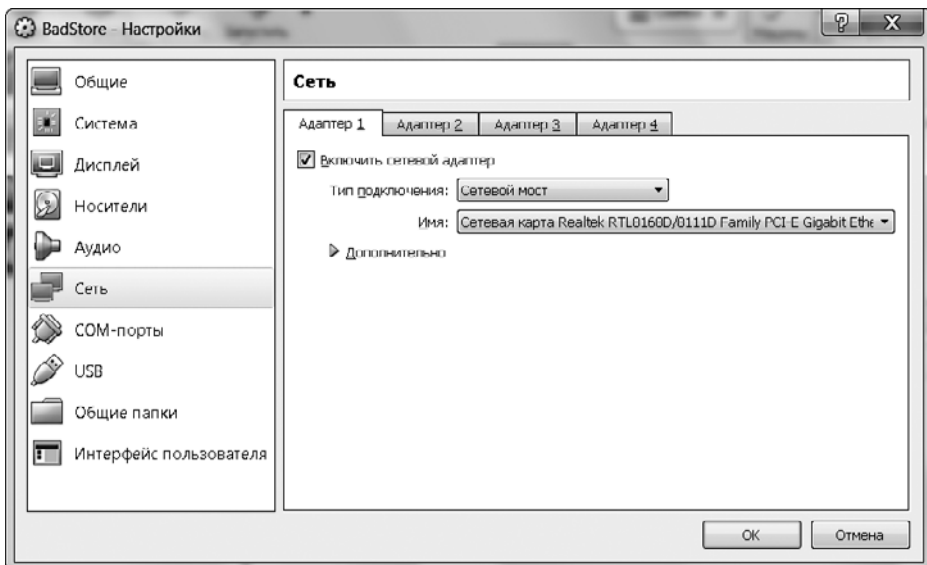 BadStore - Настройки
Общие
Система
Дисплей
Носители
Аудио
Сеть
COM-порты
USB
Общие папки
Интерфейс пользователя
Сеть
Адаптер 1 Адаптер 2 Адаптер 3 Адаптер 4
Включить сетевой адаптер
Тип подключения: Сетевой мост
Имя: Сетевая карта Realtek RTL0160D/0111D Family PCI-E Gigabit Ethe
Дополнительно
OK Отмена